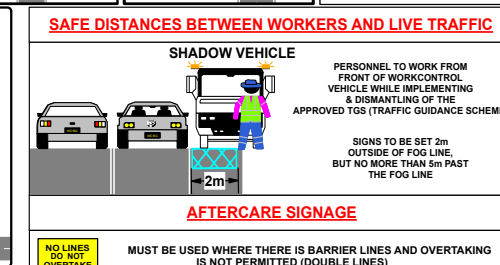 SAFE DISTANCES BETWEEN WORKERS AND LIVE TRAFFIC
SHADOW VEHICLE
PERSONNEL TO WORK FROM
FRONT OF WORKCONTROL
VEHICLE WHILE IMPLEMENTING
& DISMANTLING OF THE
APPROVED TGS (TRAFFIC GUIDANCE SCHEM
SIGNS TO BE SET 2m
OUTSIDE OF FOG LINE,
BUT NO MORE THAN 5m PAST
THE FOG LINE
2m
AFTERCARE SIGNAGE
NO LINES
DO NOT
OVERTAKE
MUST BE USED WHERE THERE IS BARRIER LINES AND OVERTAKING
IS NOT PERMITTED (DOUBLE LINES)